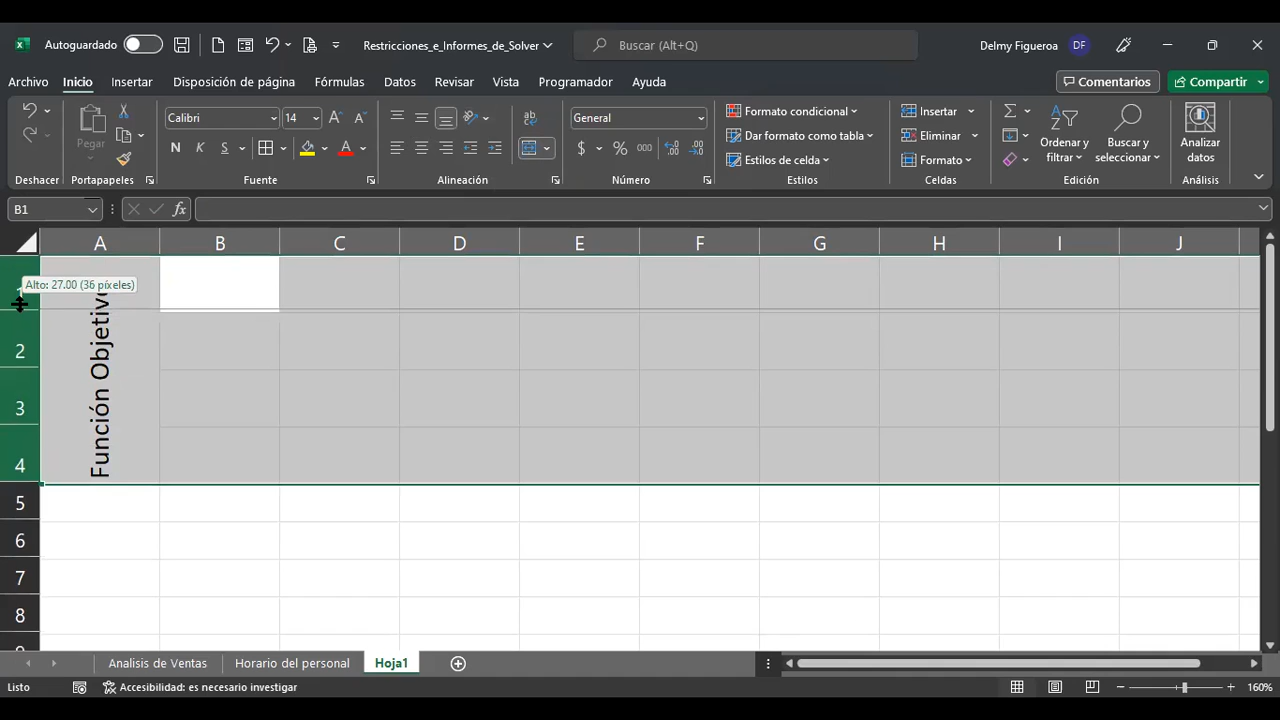 Autoguardado
Restricciones_e_Informes_de_Solver
Buscar (Alt+Q)
Delmy Figueroa
DF
Archivo
Inicio
Insertar
Disposición de página
Fórmulas
Datos
Revisar
Vista
Programador
Ayuda
Comentarios
Compartir
Pegar
Calibri
14
N K S
General
$ % 000
Formato condicional
Dar formato como tabla
Estilos de celda
Insertar
Eliminar
Formato
Ordenar y filtrar
Buscar y seleccionar
Analizar datos
Deshacer
Portapapeles
Fuente
Alineación
Número
Estilos
Celdas
Edición
Análisis
B1
fx
A B C D E F G H I J
Alto: 27.00 (36 píxeles)
Función Objetivo
2
3
4
5
6
7
8
Analisis de Ventas
Horario del personal
Hoja1
Listo
Accesibilidad: es necesario investigar
160%